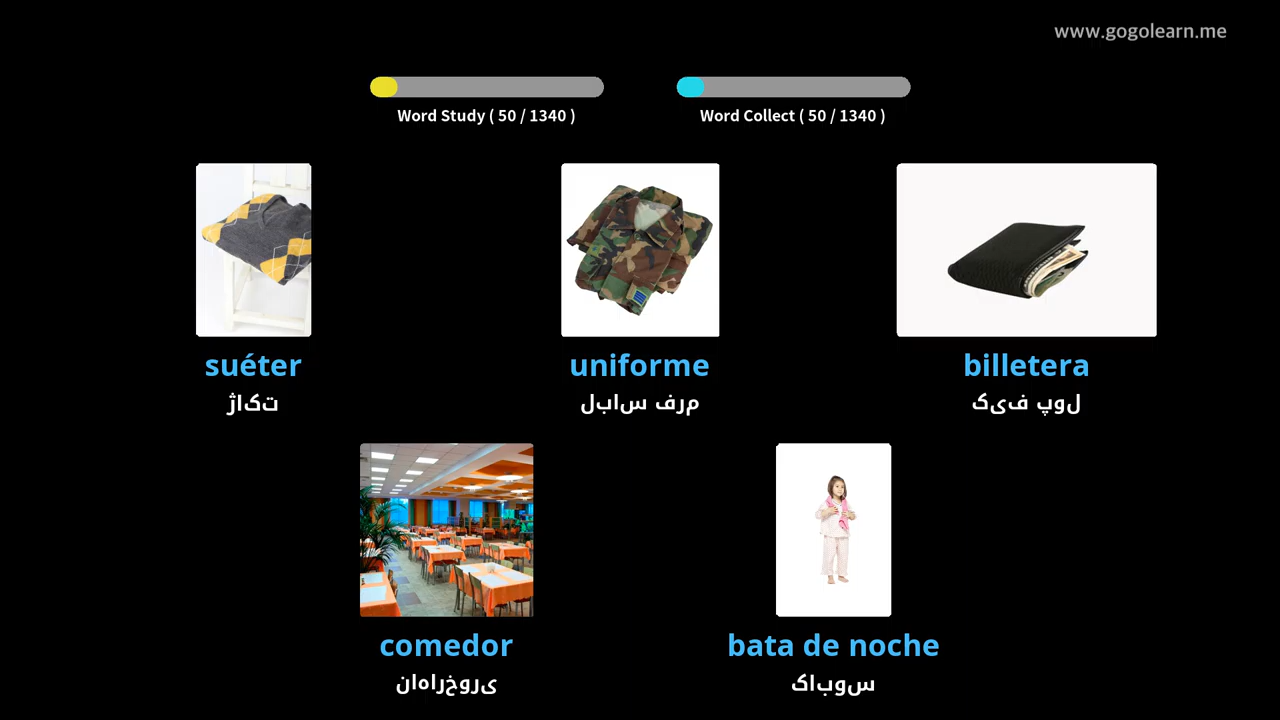 www.gogolearn.me
Word Study ( 50 / 1340 )
Word Collect ( 50 / 1340 )
suéter
تکاژ
uniforme
مرف سابل
billetera
لوپ فیک
comedor
یروخراهان
bata de noche
سوباک